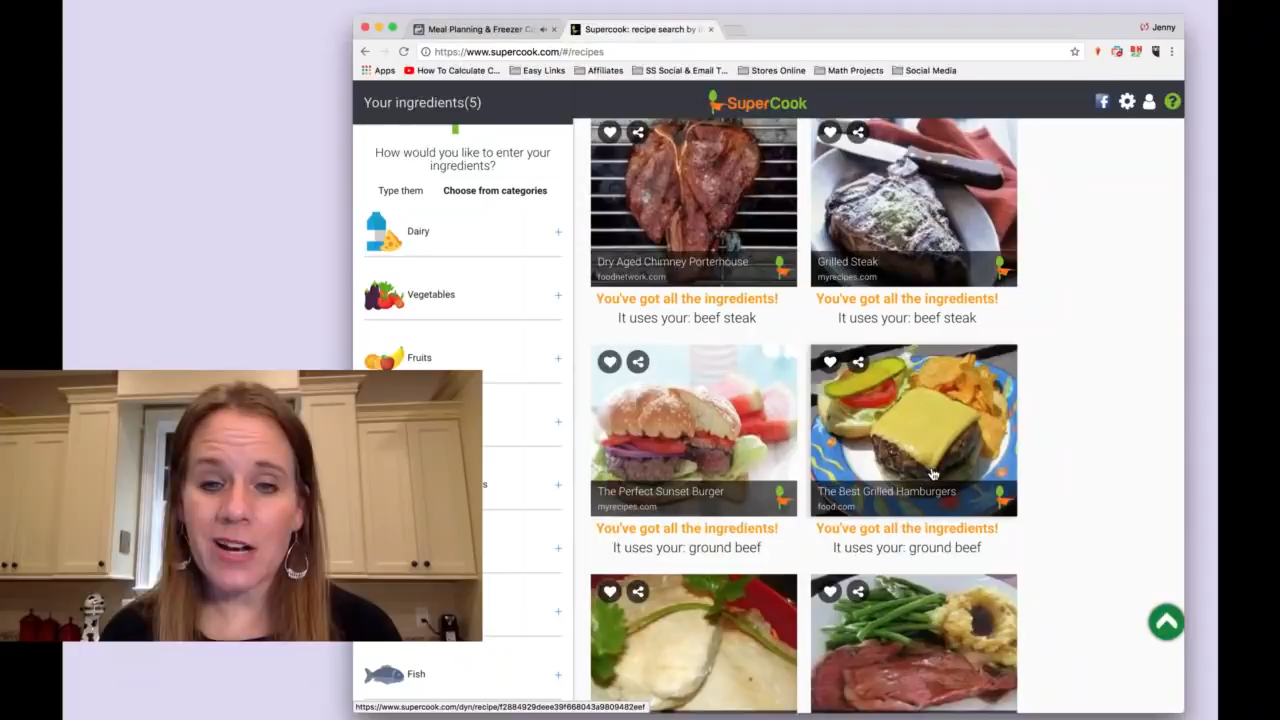 Meal Planning & Freezer Co
Supercook: recipe search by i
Jenny
https://www.supercook.com/#/recipes
Apps
How To Calculate C...
Easy Links
Affiliates
SS Social & Email T...
Stores Online
Math Projects
Social Media
Your ingredients(5)
SuperCook
How would you like to enter your
ingredients?
Type them
Choose from categories
Dairy
Vegetables
Fruits
s
Fish
Dry Aged Chimney Porterhouse
foodnetwork.com
You've got all the ingredients!
It uses your: beef steak
Grilled Steak
myrecipes.com
You've got all the ingredients!
It uses your: beef steak
The Perfect Sunset Burger
myrecipes.com
You've got all the ingredients!
It uses your: ground beef
The Best Grilled Hamburgers
food.com
You've got all the ingredients!
It uses your: ground beef
https://www.supercook.com/dyn/recipe/f2884929deee39f668043a9809482eef